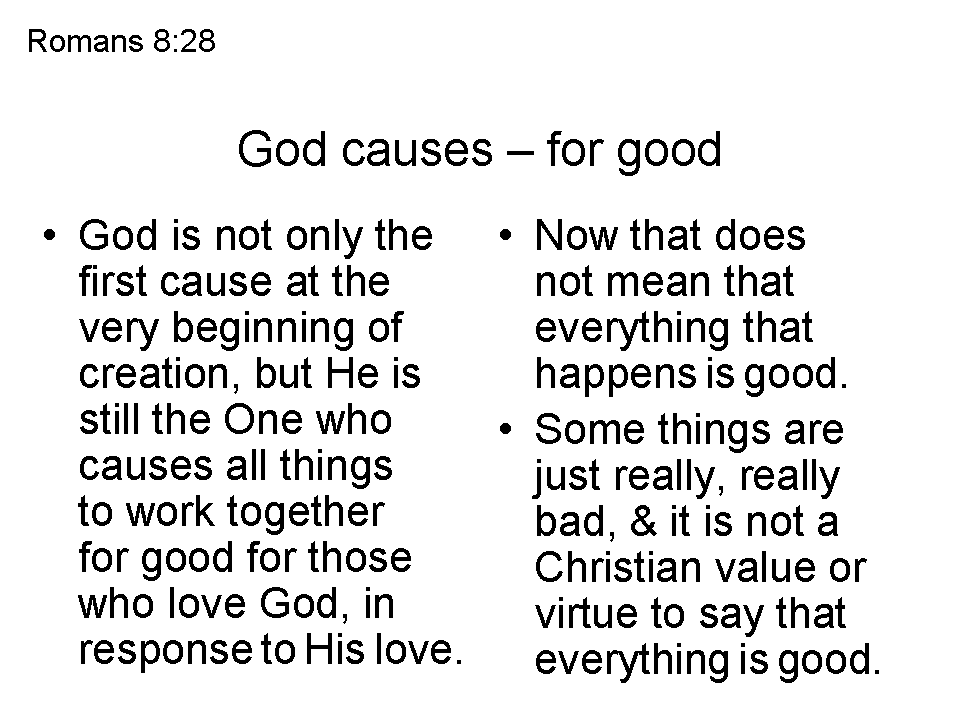 Romans 8:28
God causes – for good
• God is not only the
first cause at the
very beginning of
creation, but He is
still the One who
causes all things
to work together
for good for those
who love God, in
response to His love.
• Now that does
not mean that
everything that
happens is good.
• Some things are
just really, really
bad, & it is not a
Christian value or
virtue to say that
everything is good.